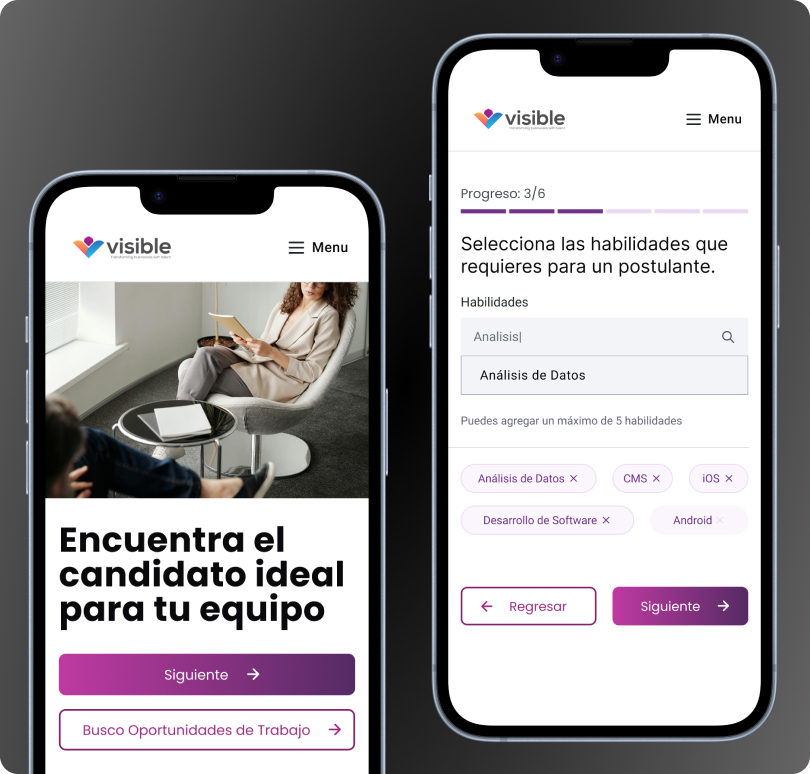 visible
Transforming businesses with talent
Menu
Encuentra el
candidato ideal
para tu equipo
Siguiente
Busco Oportunidades de Trabajo
visible
Transforming businesses with talent
Menu
Progreso: 3/6
Selecciona las habilidades que
requieres para un postulante.
Habilidades
Analisis|
Análisis de Datos
Puedes agregar un máximo de 5 habilidades
Análisis de Datos × CMS × iOS ×
Desarrollo de Software × Android ×
Regresar Siguiente